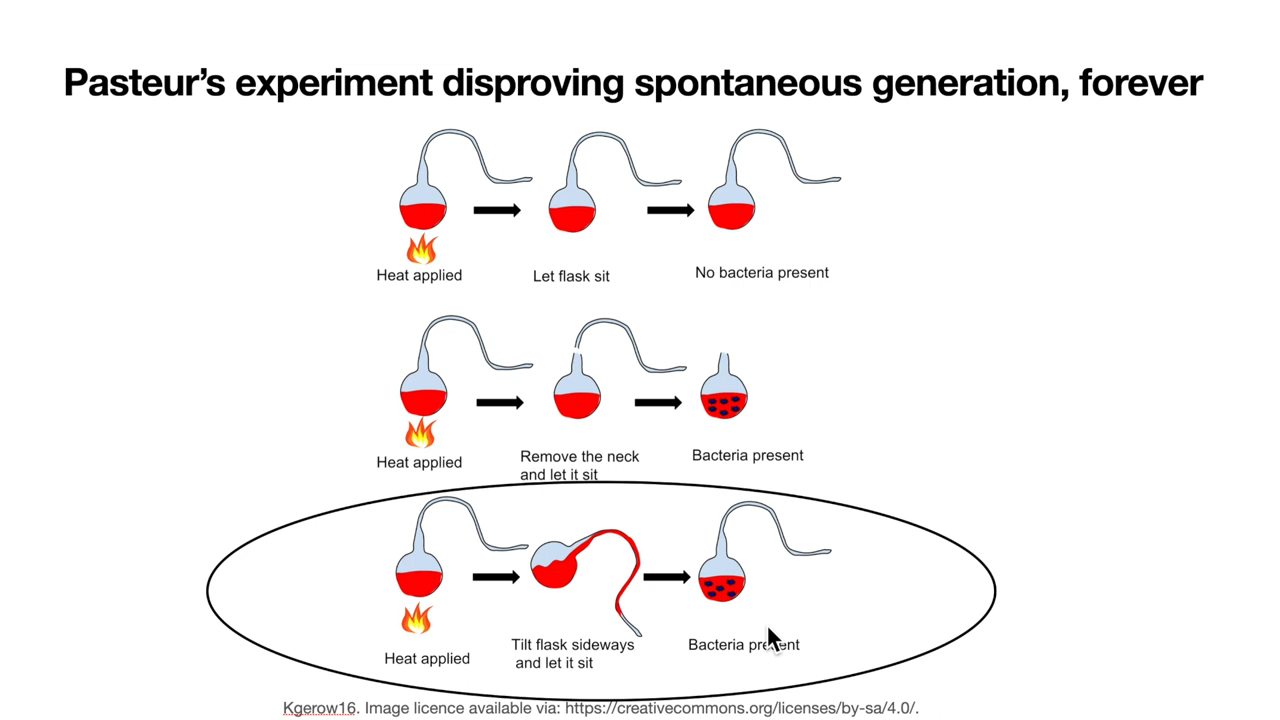 Pasteur’s experiment disproving spontaneous generation, forever
Heat applied
Let flask sit
No bacteria present
Heat applied
Remove the neck
and let it sit
Bacteria present
Heat applied
Tilt flask sideways
and let it sit
Bacteria present
Kgerow16. Image licence available via: https://creativecommons.org/licenses/by-sa/4.0/.